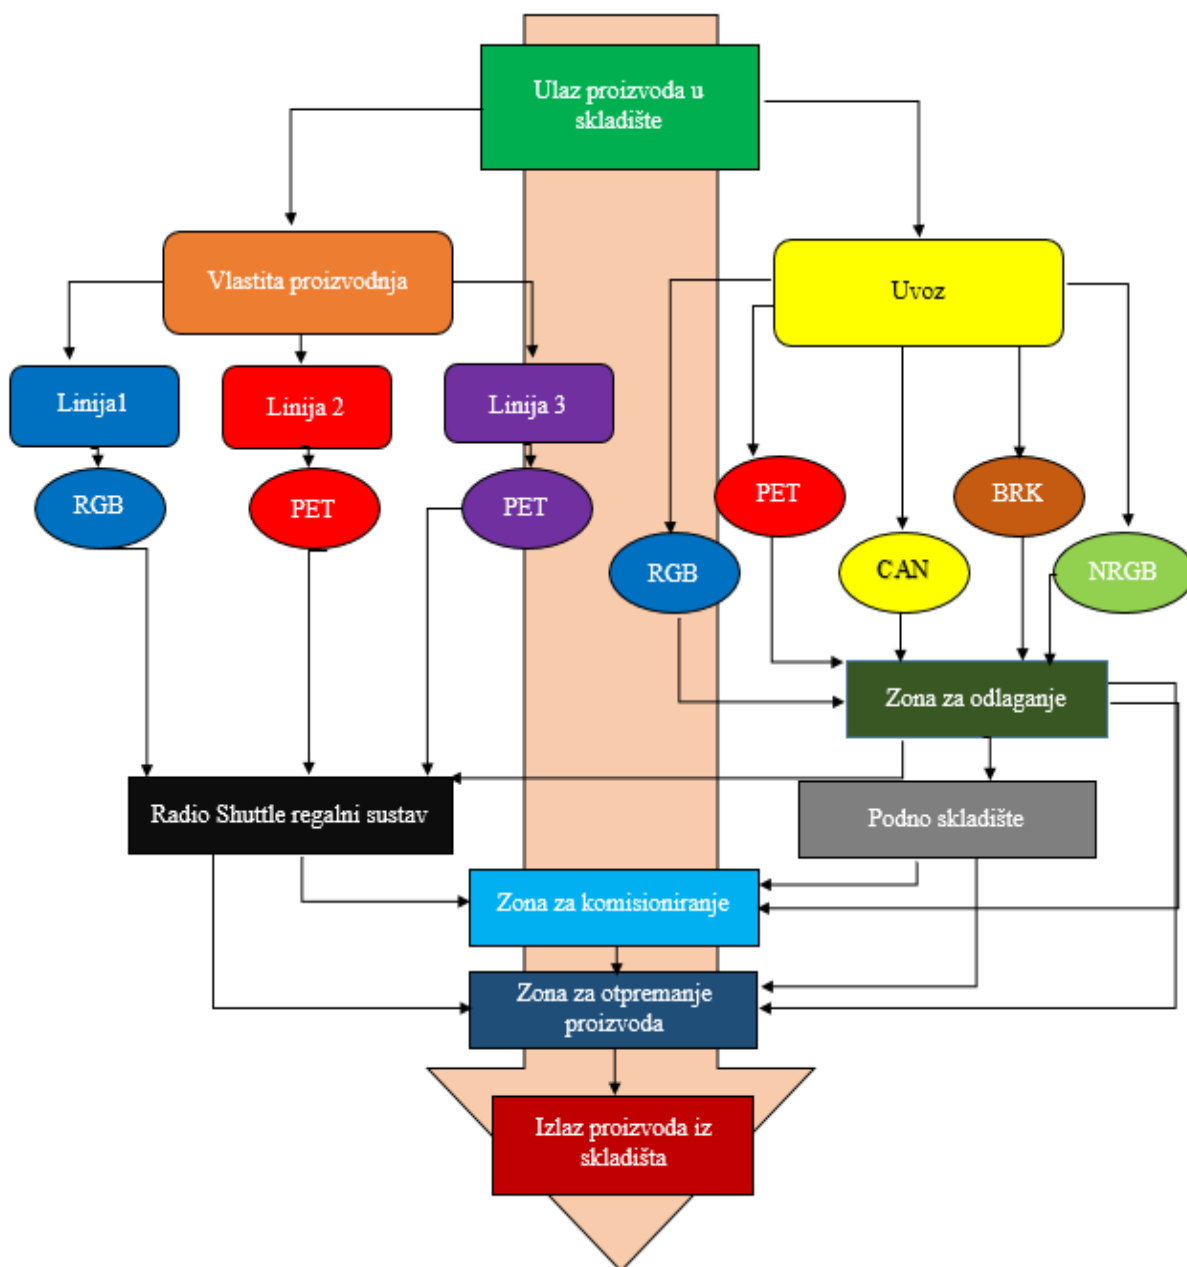 Ulaz proizvoda u
skladište
Vlastita proizvodnja
Uvoz
Linija1
Linija 2
Linija 3
RGB
PET
PET
PET
BRK
RGB
CAN
NRGB
Zona za odlaganje
Radio Shuttle regalni sustav
Podno skladište
Zona za komisioniranje
Zona za otpremanje
proizvoda
Izlaz proizvoda iz
skladišta